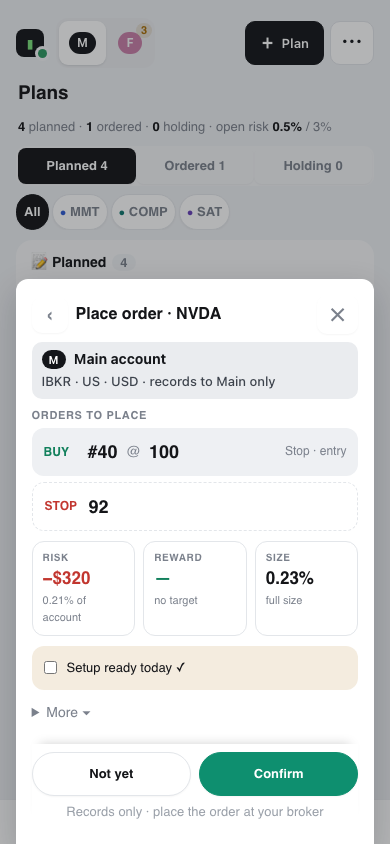 M
F
3
+ Plan
Plans
4 planned · 1 ordered · 0 holding · open risk 0.5% / 3%
Planned 4
Ordered 1
Holding 0
All
MMT
COMP
SAT
📝 Planned 4
‹ Place order · NVDA ✕
M Main account
IBKR · US · USD · records to Main only
ORDERS TO PLACE
BUY #40 @ 100 Stop · entry
STOP 92
RISK
–$320
0.21% of
account
REWARD
—
no target
SIZE
0.23%
full size
Setup ready today ✓
More
Not yet
Confirm
Records only · place the order at your broker